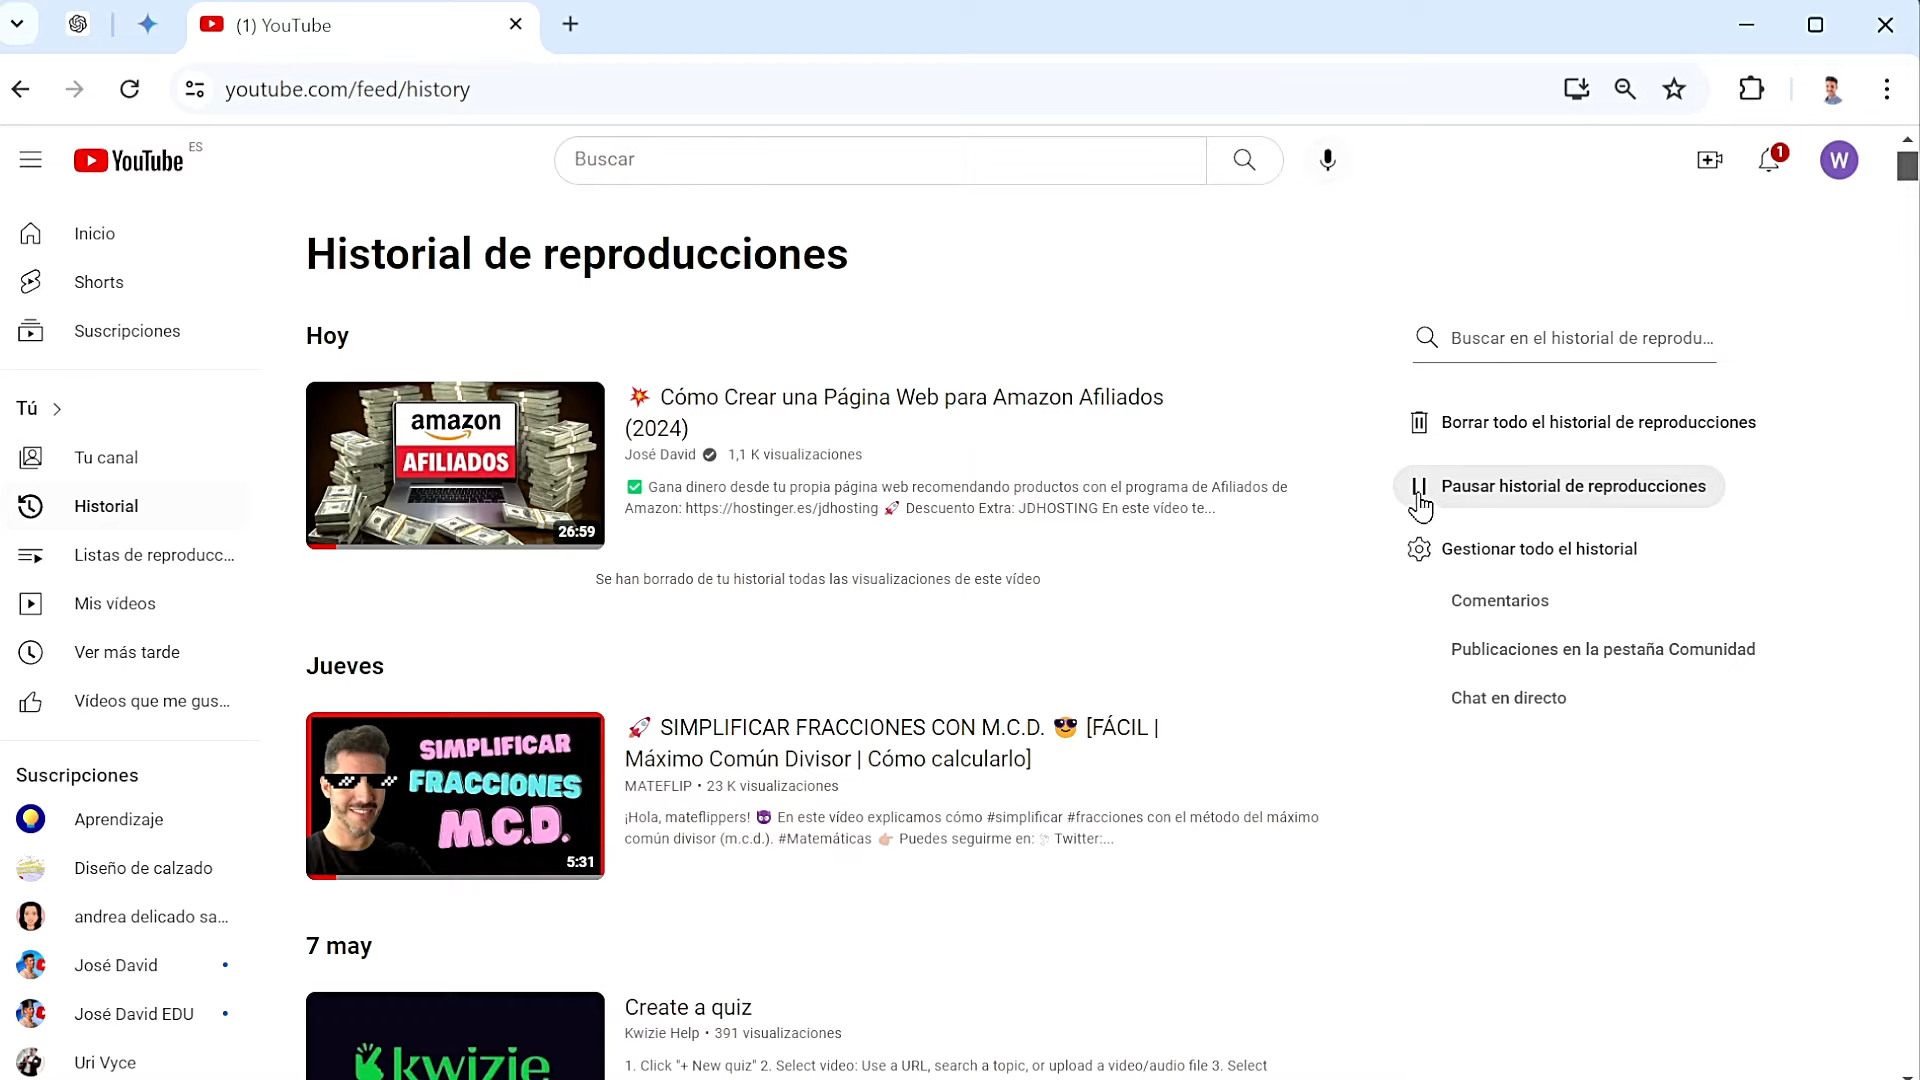 (1) YouTube
youtube.com/feed/history
YouTube ES
Buscar
1
W
Inicio
Shorts
Suscripciones
Tú
Tu canal
Historial
Listas de reproducc...
Mis vídeos
Ver más tarde
Vídeos que me gus...
Suscripciones
Aprendizaje
Diseño de calzado
andrea delicado sa...
José David
José David EDU
Uri Vyce
Historial de reproducciones
Hoy
amazon
AFILIADOS
26:59
💥 Cómo Crear una Página Web para Amazon Afiliados
(2024)
José David 1,1 K visualizaciones
✅ Gana dinero desde tu propia página web recomendando productos con el programa de Afiliados de
Amazon: https://hostinger.es/jdhosting 🚀 Descuento Extra: JDHOSTING En este vídeo te...
Se han borrado de tu historial todas las visualizaciones de este vídeo
Jueves
SIMPLIFICAR
FRACCIONES
M.C.D.
5:31
🚀 SIMPLIFICAR FRACCIONES CON M.C.D. 😎 [FÁCIL |
Máximo Común Divisor | Cómo calcularlo]
MATEFLIP • 23 K visualizaciones
¡Hola, mateflippers! 😈 En este vídeo explicamos cómo #simplificar #fracciones con el método del máximo
común divisor (m.c.d.). #Matemáticas 👉🏼 Puedes seguirme en: 🕊 Twitter:...
7 may
kwizie
Create a quiz
Kwizie Help • 391 visualizaciones
1. Click "+ New quiz" 2. Select video: Use a URL, search a topic, or upload a video/audio file 3. Select
Buscar en el historial de reprodu...
Borrar todo el historial de reproducciones
Pausar historial de reproducciones
Gestionar todo el historial
Comentarios
Publicaciones en la pestaña Comunidad
Chat en directo